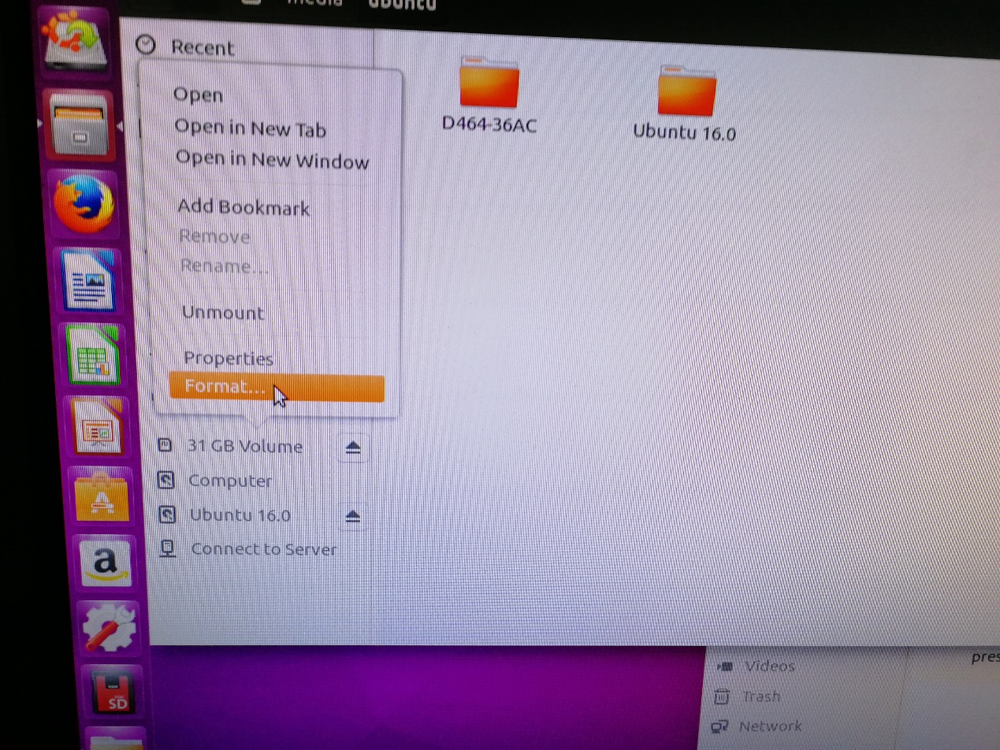 media ubuntu
Recent
Open
Open in New Tab
Open in New Window
Add Bookmark
Remove
Rename...
Unmount
Properties
Format...
31 GB Volume
Computer
Ubuntu 16.0
Connect to Server
D464-36AC
Ubuntu 16.0
a
SD
Videos
Trash
Network